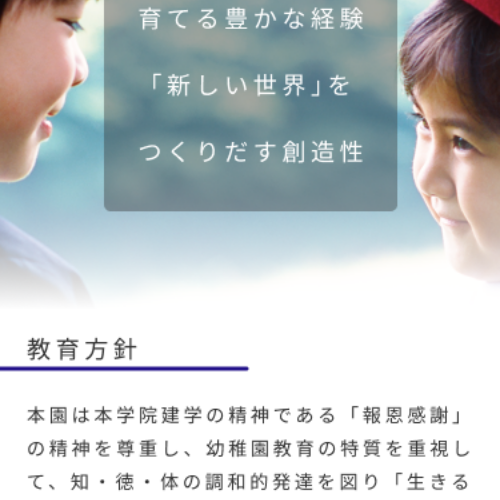 育てる豊かな経験
「新しい世界」を
つくりだす創造性
教育方針
本園は本学院建学の精神である「報恩感謝」
の精神を尊重し、幼稚園教育の特質を重視し
て、知・徳・体の調和的発達を図り「生きる